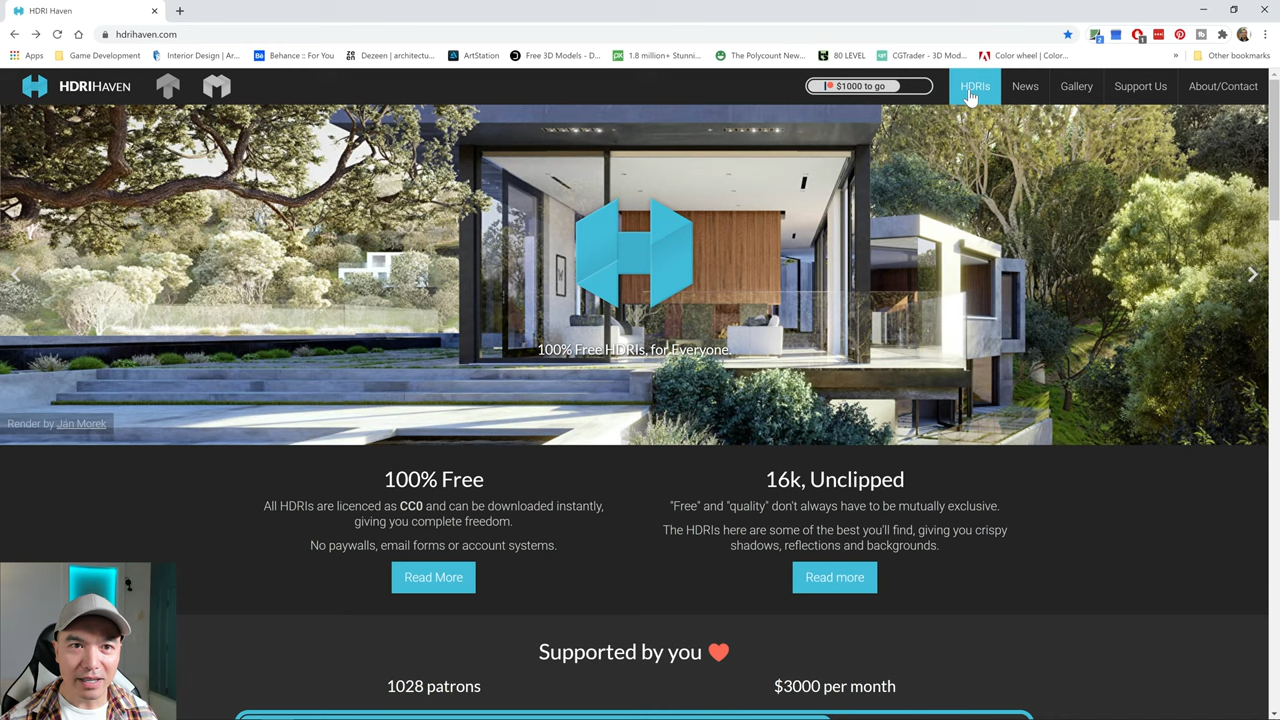 HDRI Haven
hdrihaven.com
Apps
Game Development
Interior Design | Ar...
Behance :: For You
Dezeen | architectu...
ArtStation
Free 3D Models - D...
1.8 million+ Stunni...
The Polycount New...
80 LEVEL
CGTrader - 3D Mod...
Color wheel | Color...
»
Other bookmarks
HDRIHAVEN
$1000 to go
HDRIs
News
Gallery
Support Us
About/Contact
100% Free HDRIs, for Everyone.
Render by Ján Morek
100% Free
All HDRIs are licenced as CC0 and can be downloaded instantly,
giving you complete freedom.
No paywalls, email forms or account systems.
Read More
16k, Unclipped
"Free" and "quality" don't always have to be mutually exclusive.
The HDRIs here are some of the best you'll find, giving you crispy
shadows, reflections and backgrounds.
Read more
Supported by you
1028 patrons
$3000 per month